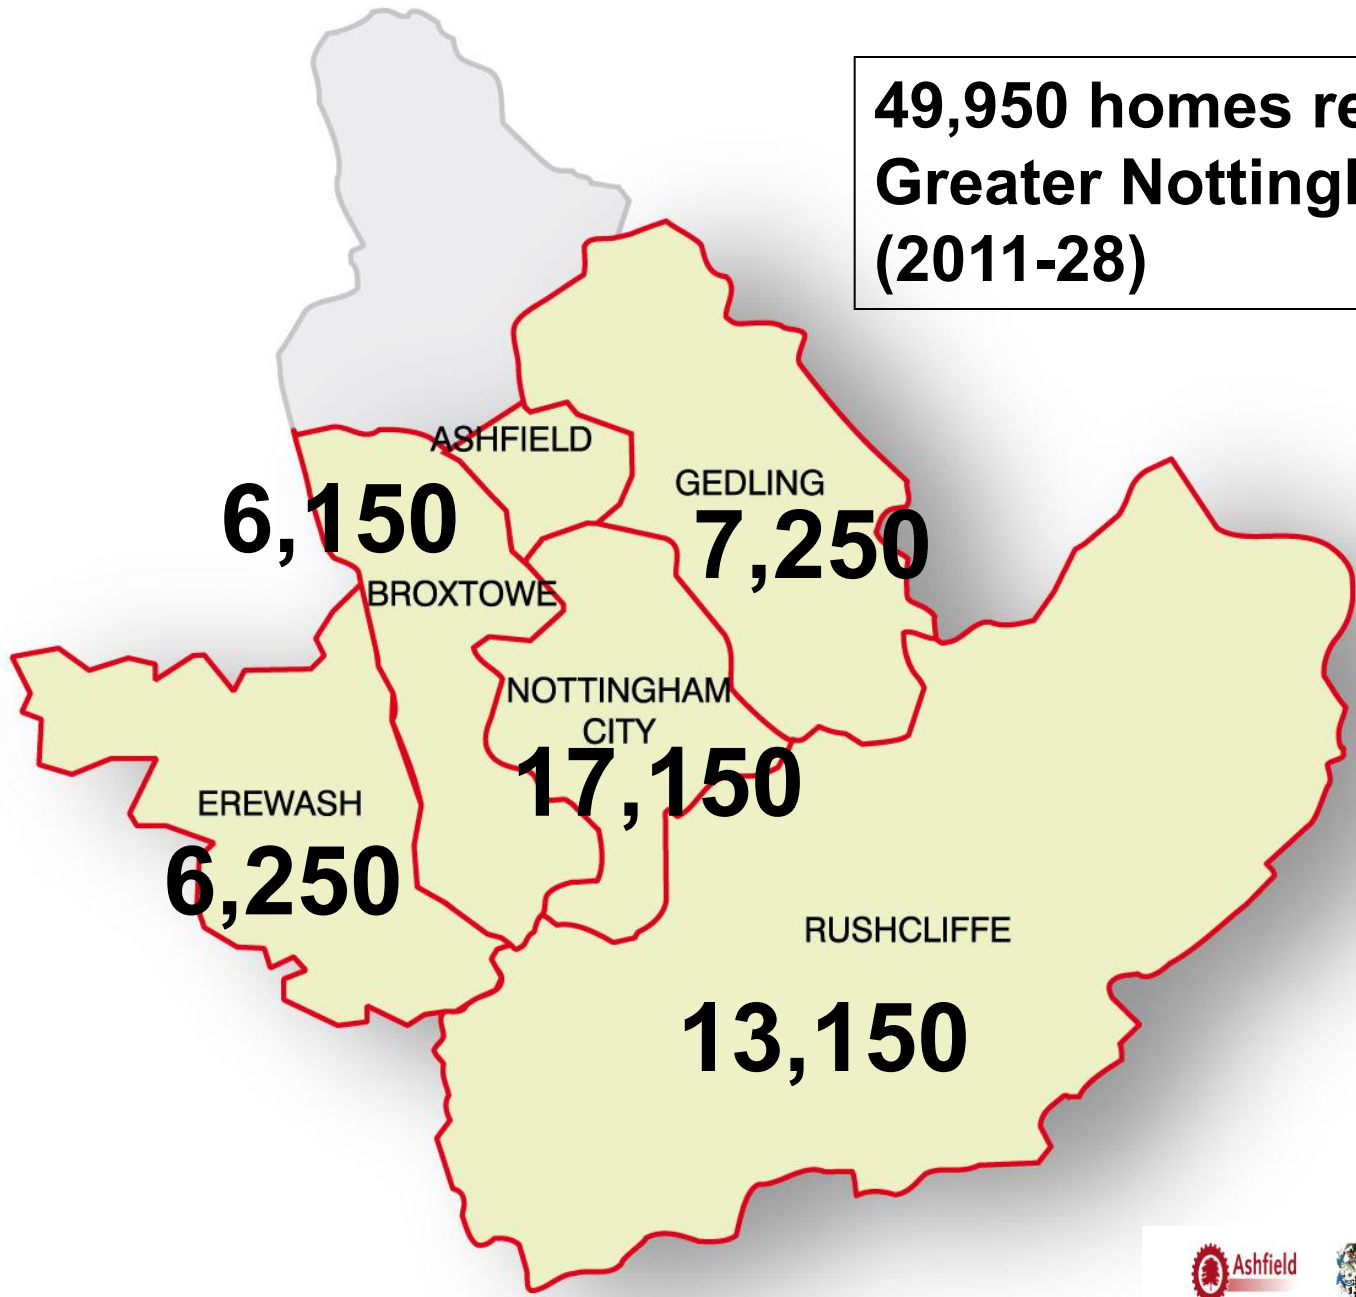 49,950 homes re
Greater Nottingh
(2011-28)
ASHFIELD
GEDLING
6,150
7,250
BROXTOWE
NOTTINGHAM
CITY
17,150
EREWASH
6,250
RUSHCLIFFE
13,150
Ashfield